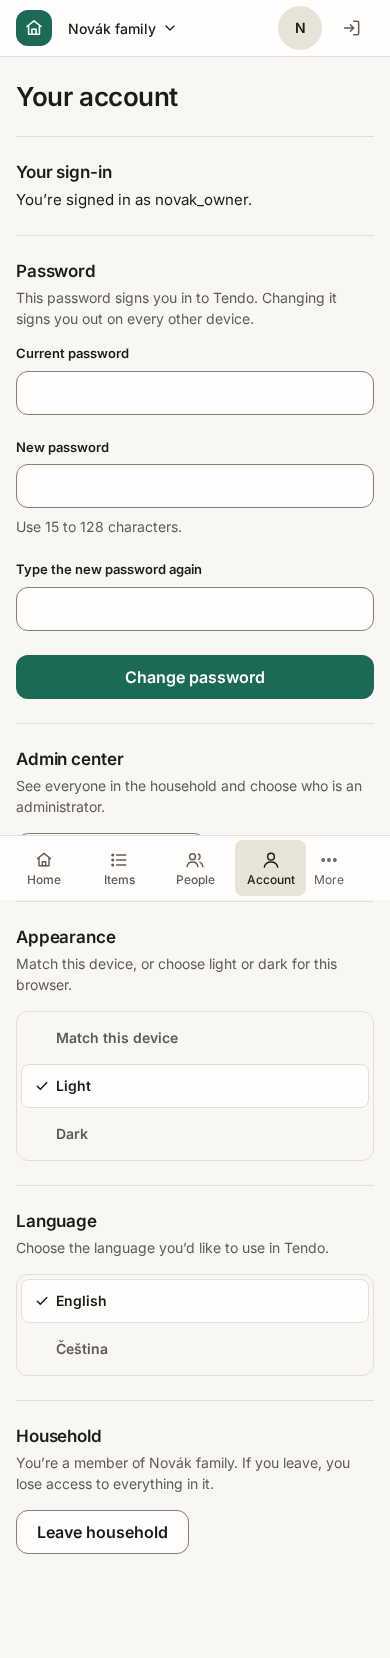 Novák family
N
Your account
Your sign-in
You’re signed in as novak_owner.
Password
This password signs you in to Tendo. Changing it
signs you out on every other device.
Current password
New password
Use 15 to 128 characters.
Type the new password again
Change password
Admin center
See everyone in the household and choose who is an
administrator.
Home
Items
People
Account
More
Appearance
Match this device, or choose light or dark for this
browser.
Match this device
Light
Dark
Language
Choose the language you’d like to use in Tendo.
English
Čeština
Household
You’re a member of Novák family. If you leave, you
lose access to everything in it.
Leave household